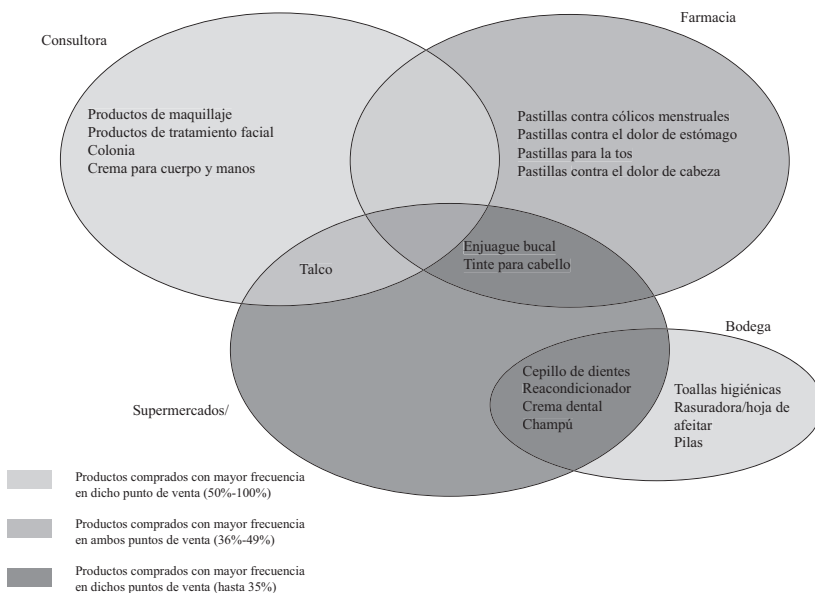 Consultora
Farmacia
Productos de maquillaje
Productos de tratamiento facial
Colonia
Crema para cuerpo y manos
Pastillas contra cólicos menstruales
Pastillas contra el dolor de estómago
Pastillas para la tos
Pastillas contra el dolor de cabeza
Talco
Enjuague bucal
Tinte para cabello
Bodega
Supermercados/
Cepillo de dientes
Reacondicionador
Crema dental
Champú
Toallas higiénicas
Rasuradora/hoja de
afeitar
Pilas
Productos comprados con mayor frecuencia
en dicho punto de venta (50%-100%)
Productos comprados con mayor frecuencia
en ambos puntos de venta (36%-49%)
Productos comprados con mayor frecuencia
en dichos puntos de venta (hasta 35%)